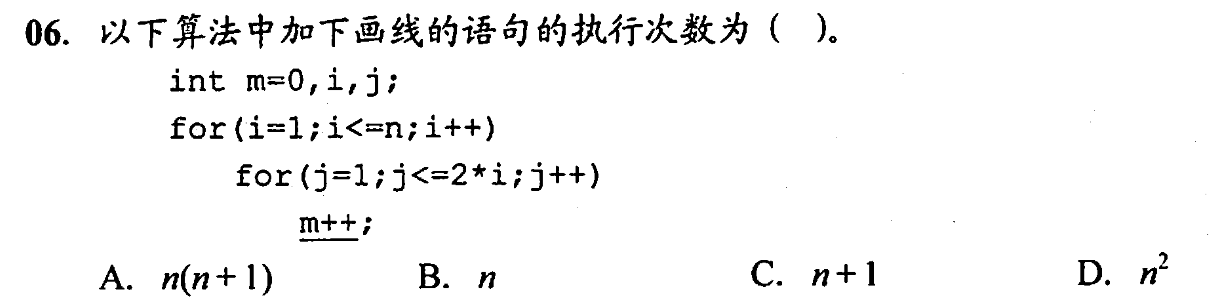 06. 以下算法中加下画线的语句的执行次数为（ ）。
int m=0,i,j;
for(i=1;i<=n;i++)
for(j=1;j<=2*i;j++)
m++;
A. n(n+1) B. n C. n+1 D. n²